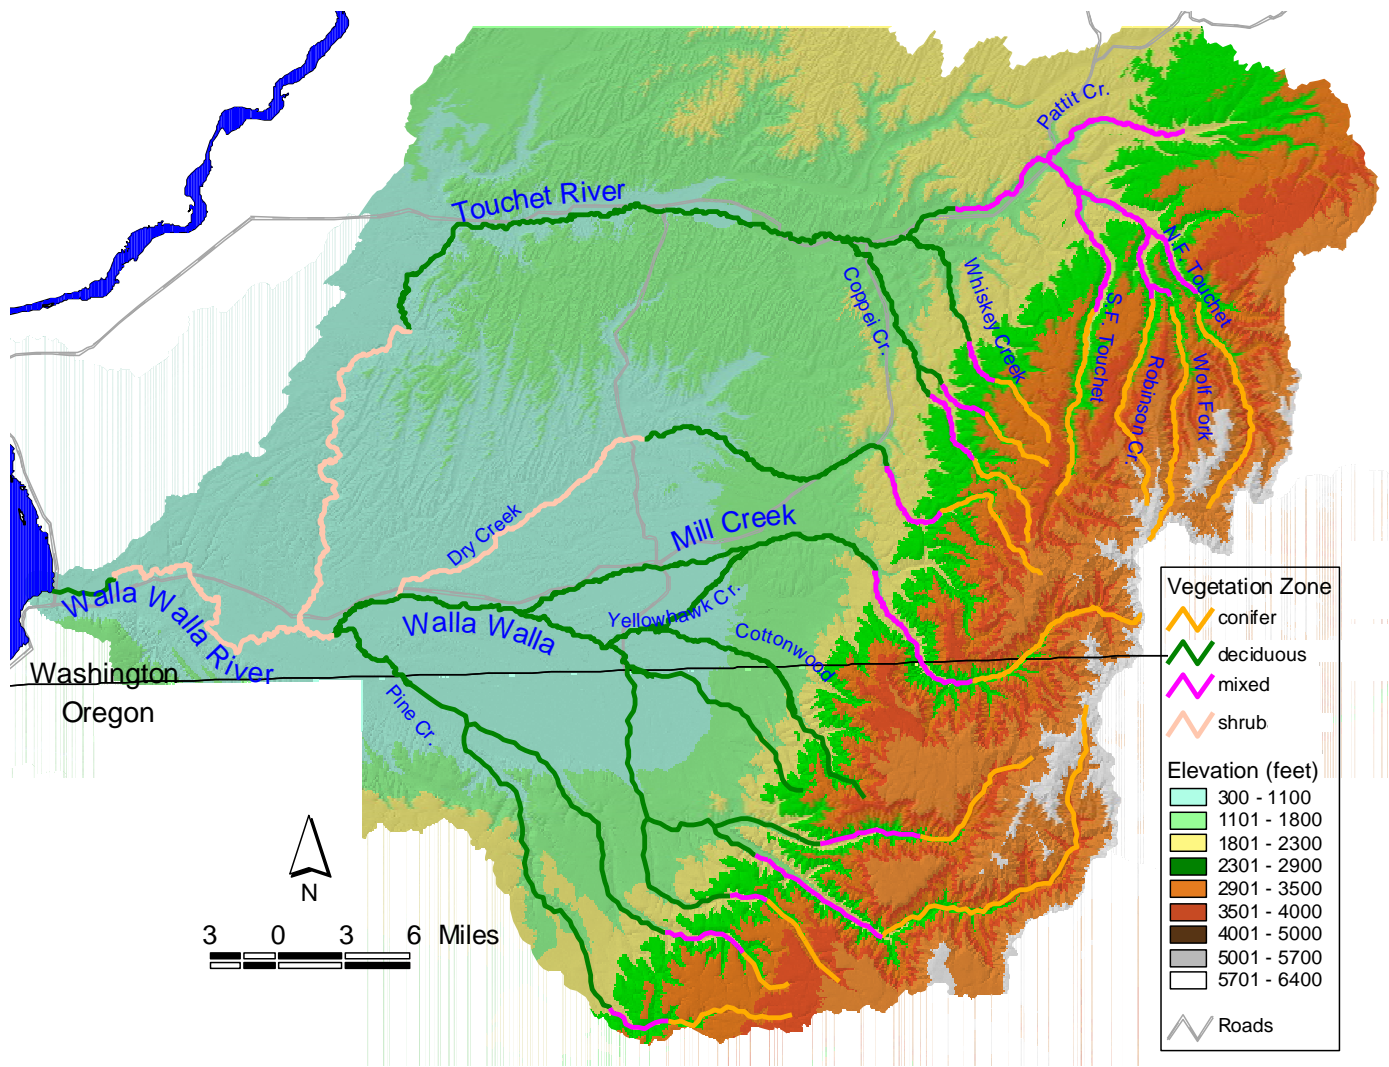 Pattit Cr.
Touchet River
N.F. Touchet
Whiskey Creek
Coppei Cr.
S.F. Touchet
Robinson Cr.
Wolf Fork
Dry Creek
Mill Creek
Yellowhawk Cr.
Cottonwood
Walla Walla River
Walla Walla
Washington
Oregon
Pine Cr.
N
3 0 3 6 Miles
Vegetation Zone
conifer
deciduous
mixed
shrub
Elevation (feet)
300 - 1100
1101 - 1800
1801 - 2300
2301 - 2900
2901 - 3500
3501 - 4000
4001 - 5000
5001 - 5700
5701 - 6400
Roads